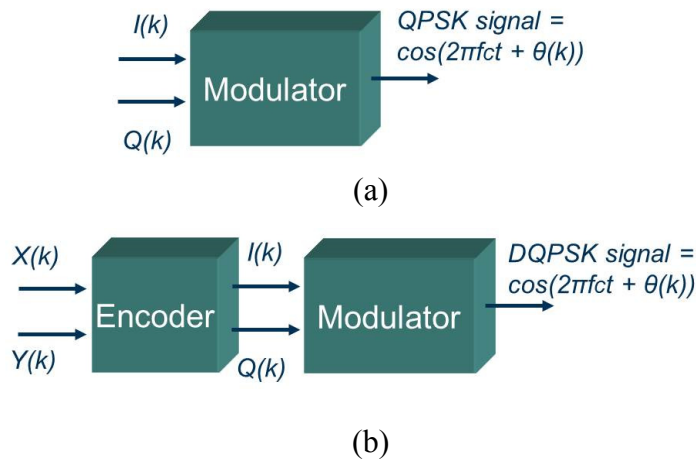 I(k)
QPSK signal =
cos(2πfct + θ(k))
Modulator
Q(k)
(a)
X(k)
I(k)
DQPSK signal =
cos(2πfct + θ(k))
Encoder
Modulator
Y(k)
Q(k)
(b)